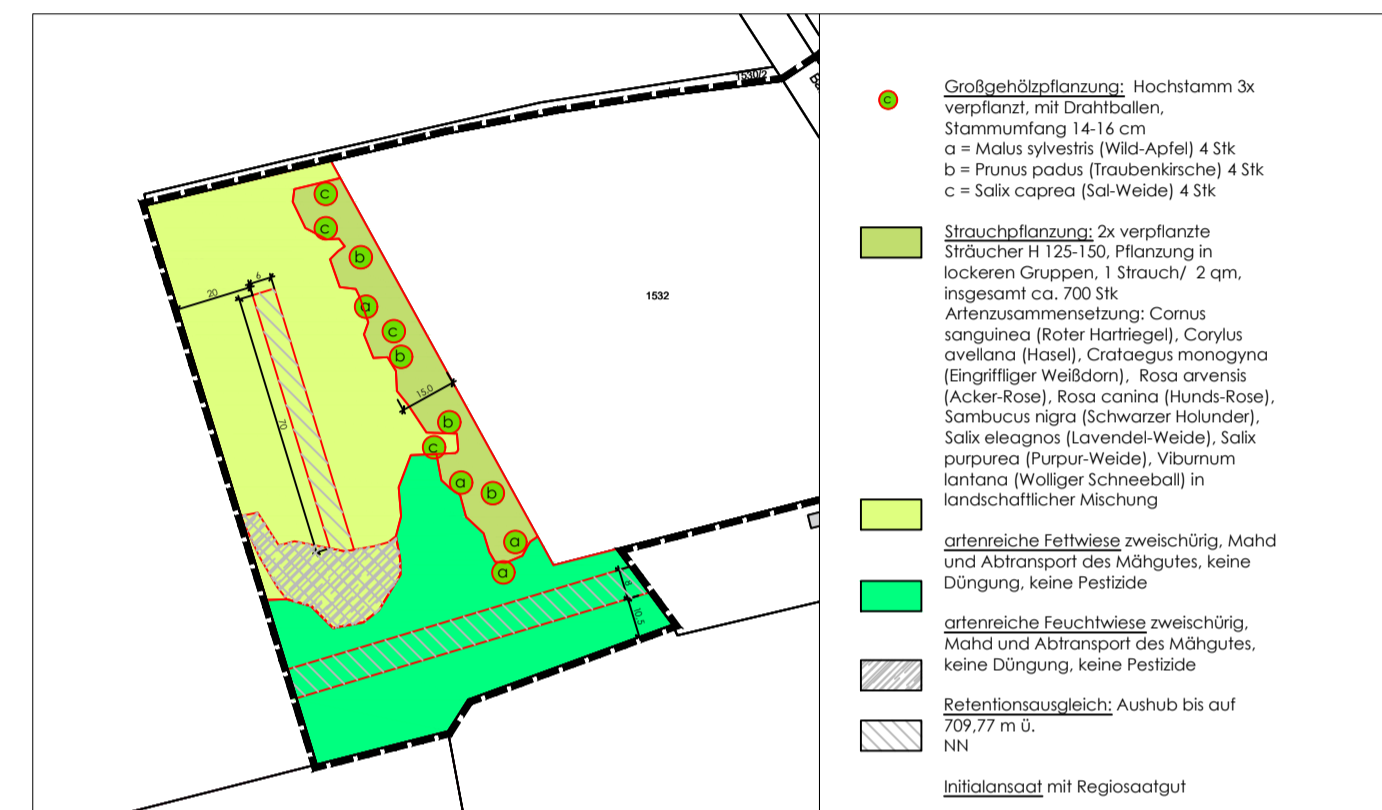 1530/2
c
c
b
6
20
a
1532
c
b
15,0
70
b
c
a
b
a
a
8
10,5
c
Großgehölzpflanzung: Hochstamm 3x
verpflanzt, mit Drahtballen,
Stammumfang 14-16 cm
a = Malus sylvestris (Wild-Apfel) 4 Stk
b = Prunus padus (Traubenkirsche) 4 Stk
c = Salix caprea (Sal-Weide) 4 Stk
Strauchpflanzung: 2x verpflanzte
Sträucher H 125-150, Pflanzung in
lockeren Gruppen, 1 Strauch/ 2 qm,
insgesamt ca. 700 Stk
Artenzusammensetzung: Cornus
sanguinea (Roter Hartriegel), Corylus
avellana (Hasel), Crataegus monogyna
(Eingriffliger Weißdorn), Rosa arvensis
(Acker-Rose), Rosa canina (Hunds-Rose),
Sambucus nigra (Schwarzer Holunder),
Salix eleagnos (Lavendel-Weide), Salix
purpurea (Purpur-Weide), Viburnum
lantana (Wolliger Schneeball) in
landschaftlicher Mischung
artenreiche Fettwiese zweischürig, Mahd
und Abtransport des Mähgutes, keine
Düngung, keine Pestizide
artenreiche Feuchtwiese zweischürig,
Mahd und Abtransport des Mähgutes,
keine Düngung, keine Pestizide
Retentionsausgleich: Aushub bis auf
709,77 m ü.
NN
Initialansaat mit Regiosaatgut